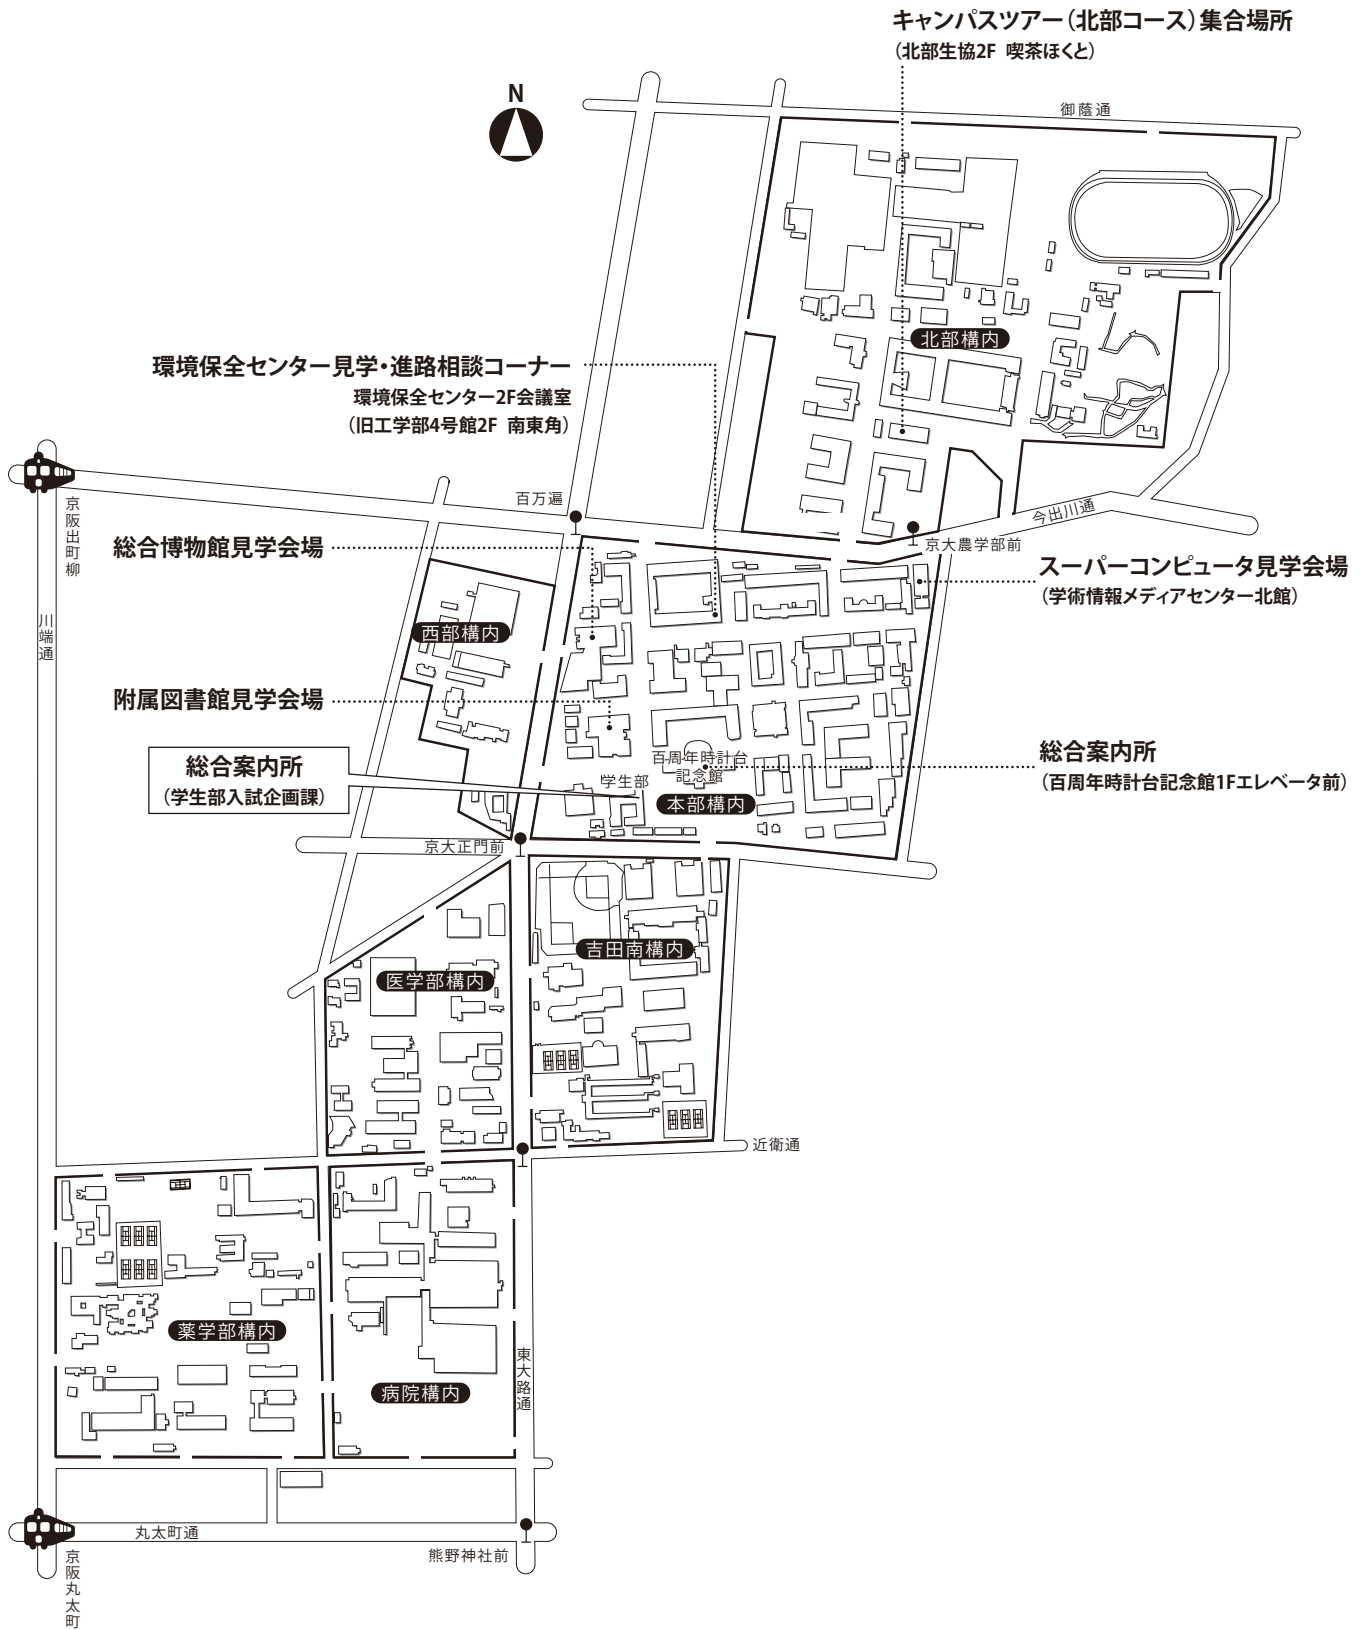 キャンパスツアー（北部コース）集合場所
（北部生協2F 喫茶ほくと）
N
御蔭通
北部構内
環境保全センター見学・進路相談コーナー
環境保全センター2F会議室
（旧工学部4号館2F 南東角）
京阪出町柳
百万遍
今出川通
京大農学部前
総合博物館見学会場
スーパーコンピュータ見学会場
（学術情報メディアセンター北館）
川端通
西部構内
附属図書館見学会場
総合案内所
（学生部入試企画課）
百周年時計台
記念館
学生部
本部構内
総合案内所
（百周年時計台記念館1Fエレベータ前）
京大正門前
吉田南構内
医学部構内
近衛通
薬学部構内
病院構内
東大路通
丸太町通
熊野神社前
京阪丸太町